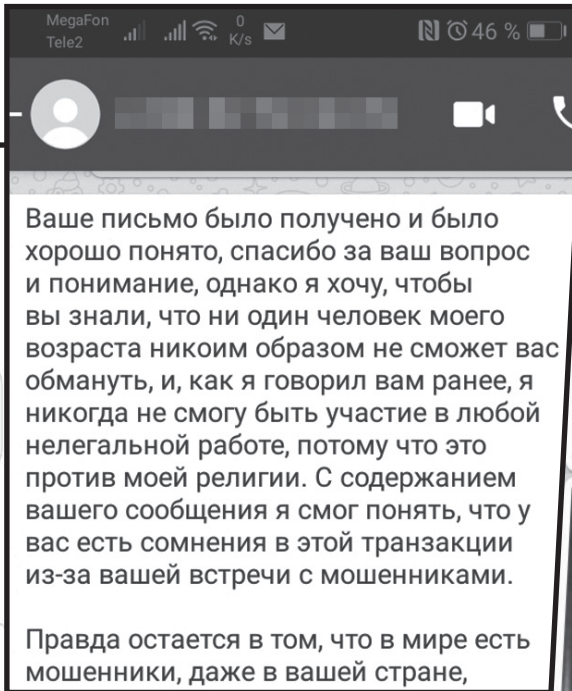 MegaFon
Tele2
0
K/s
46 %
Ваше письмо было получено и было
хорошо понято, спасибо за ваш вопрос
и понимание, однако я хочу, чтобы
вы знали, что ни один человек моего
возраста никоим образом не сможет вас
обмануть, и, как я говорил вам ранее, я
никогда не смогу быть участие в любой
нелегальной работе, потому что это
против моей религии. С содержанием
вашего сообщения я смог понять, что у
вас есть сомнения в этой транзакции
из-за вашей встречи с мошенниками.
Правда остается в том, что в мире есть
мошенники, даже в вашей стране,